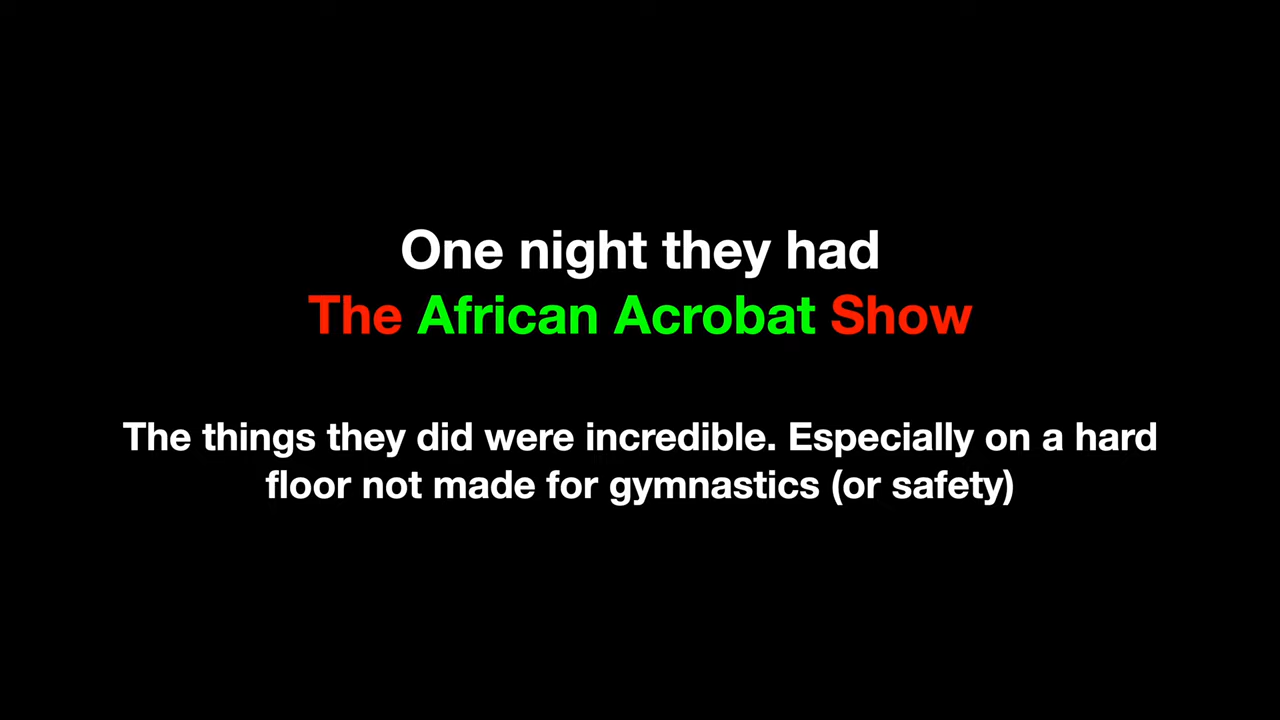 One night they had
The African Acrobat Show
The things they did were incredible. Especially on a hard
floor not made for gymnastics (or safety)